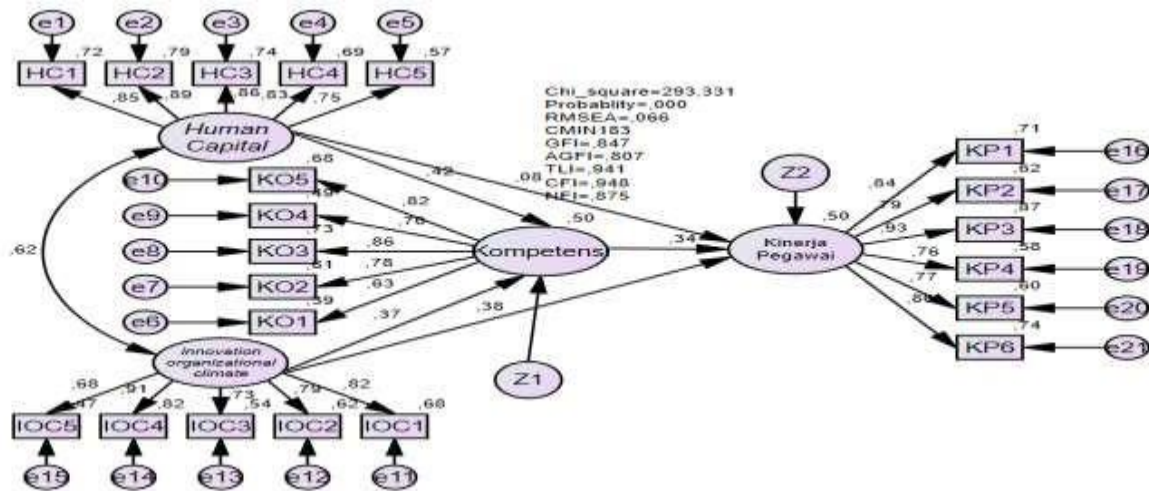 e1 e2 e3 e4 e5
,72 ,79 ,74 ,69 ,57
HC1 HC2 HC3 HC4 HC5
,85 ,89 ,86 ,83 ,75
Human
Capital
Chi_square=293,331
Probablity=,000
RMSEA=,066
CMIN183
GFI=,847
AGFI=,807
TLI=,941
CFI=,948
NFI=,875
,62
,42
,08
,68
e10 KO5 ,82
,49
e9 KO4
,73
e8 KO3 ,86
,61
e7 KO2 ,78
,39
e6 KO1 ,63
,50
Kompetens
,34
,37
,38
Z1
Z2
,50
Kinerja
Pegawai
,71
,84 KP1 e16
,62
,79 KP2 e17
,87
,93 KP3 e18
,58
,76 KP4 e19
,60
,77 KP5 e20
,74
KP6 e21
Innovation
organizational
climate
,68 ,91 ,73 ,79 ,82
,47 ,82 ,54 ,62 ,68
IOC5 IOC4 IOC3 IOC2 IOC1
e15 e14 e13 e12 e11